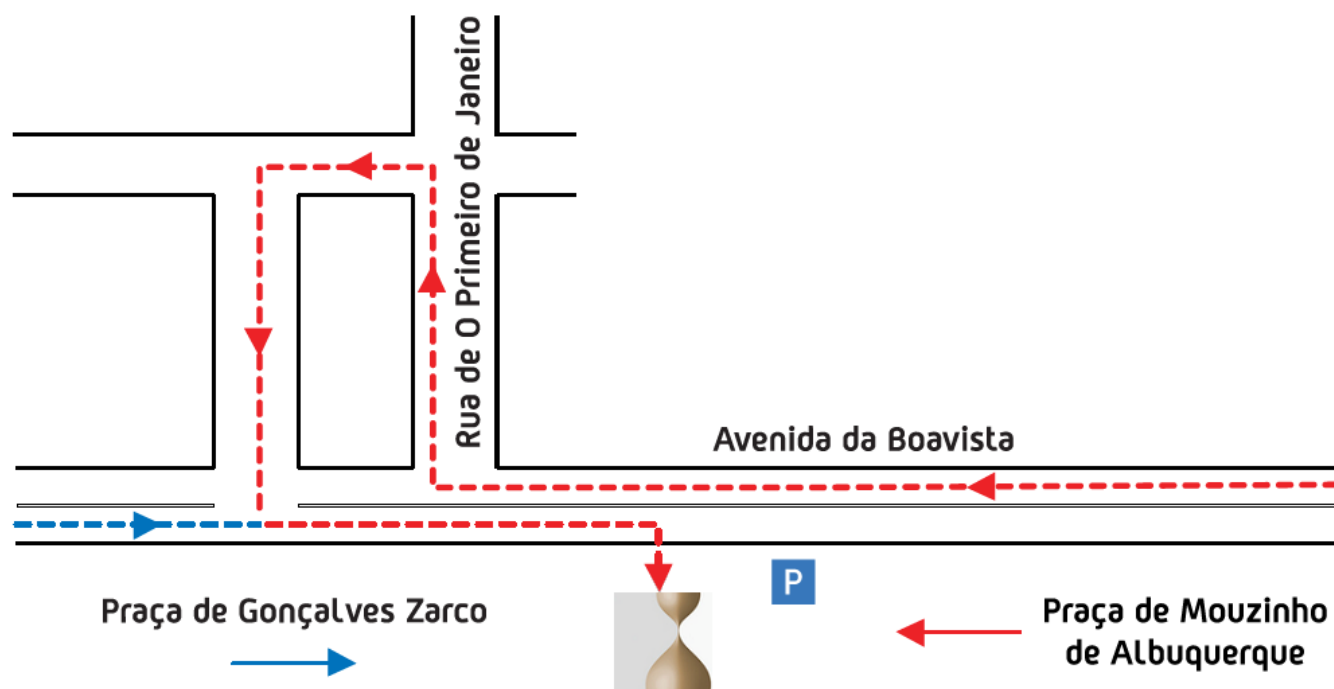 Rua de O Primeiro de Janeiro
Avenida da Boavista
P
Praça de Gonçalves Zarco
Praça de Mouzinho
de Albuquerque